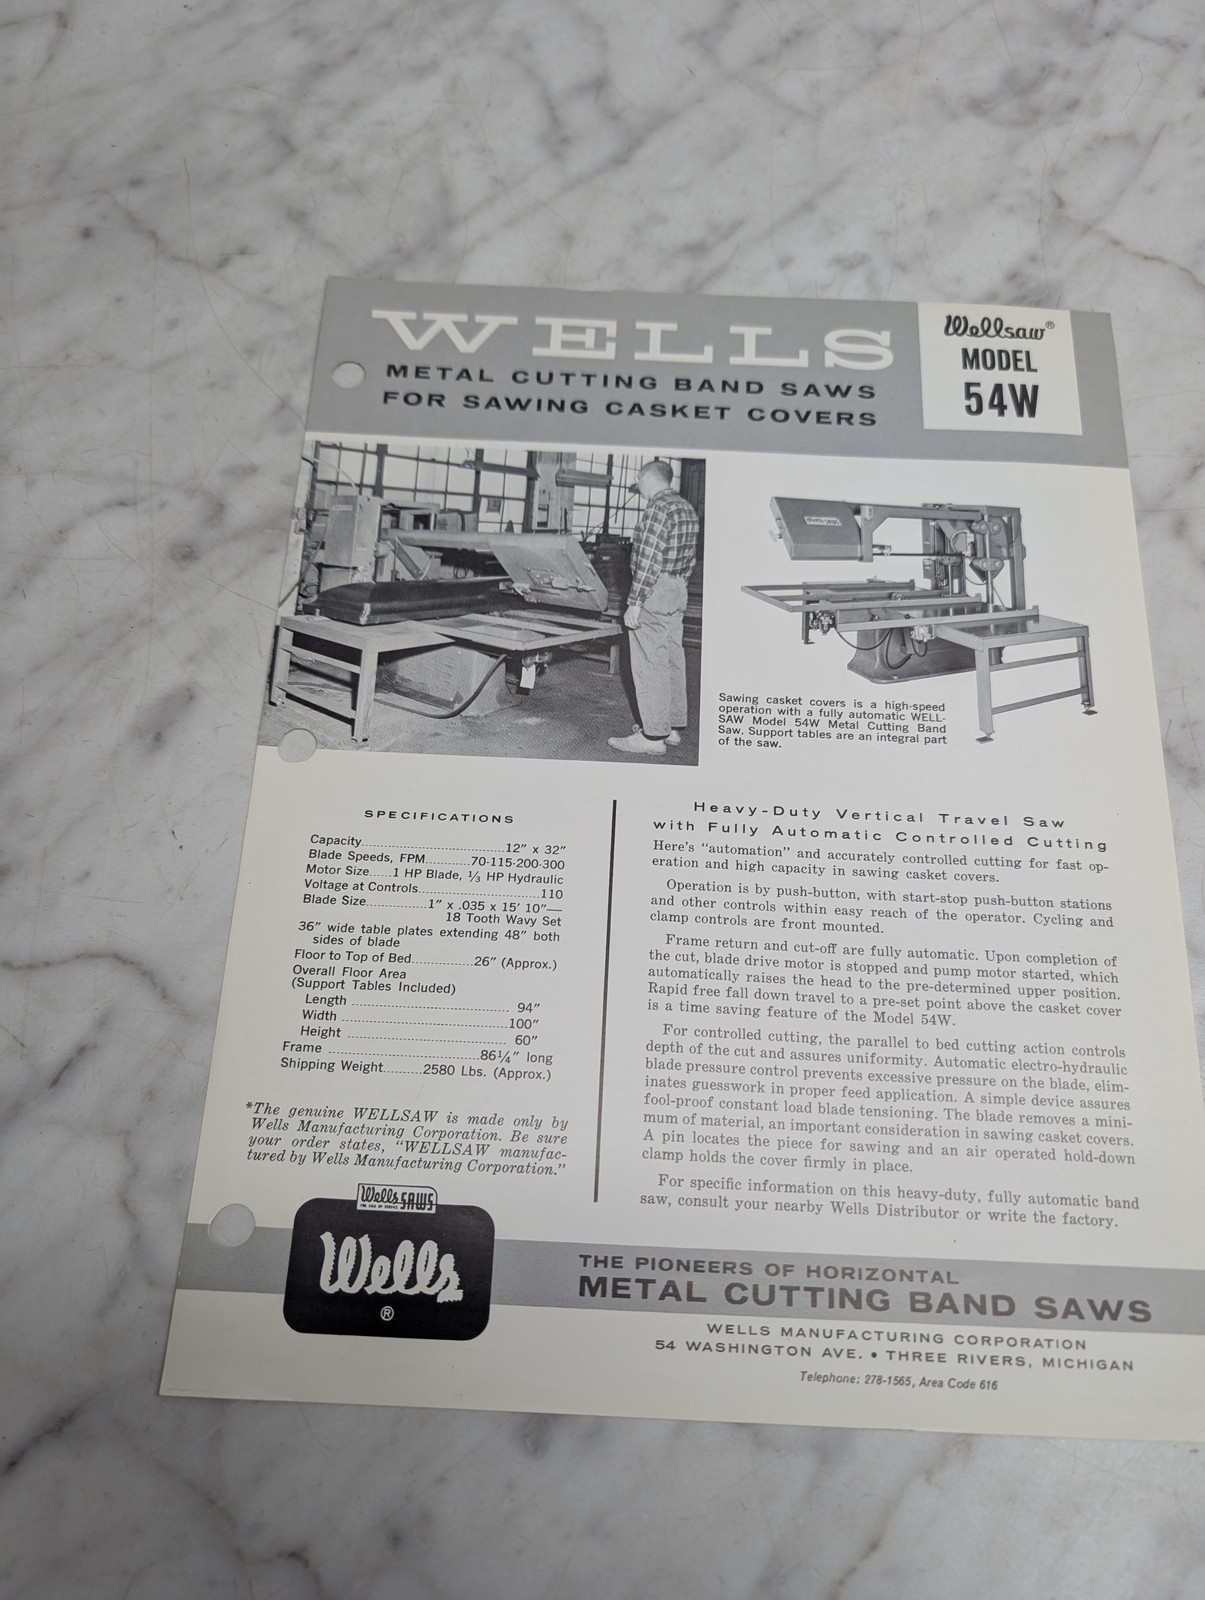 WELLS
METAL CUTTING BAND SAWS
FOR SAWING CASKET COVERS
Wellsaw®
MODEL
54W
Sawing casket covers is a high-speed
operation with a fully automatic WELL-
SAW Model 54W Metal Cutting Band
Saw. Support tables are an integral part
of the saw.
SPECIFICATIONS
Capacity....................................12" x 32"
Blade Speeds, FPM...........70-115-200-300
Motor Size......1 HP Blade, ⅓ HP Hydraulic
Voltage at Controls..............................110
Blade Size...............1" x .035 x 15' 10"—
18 Tooth Wavy Set
36" wide table plates extending 48" both
sides of blade
Floor to Top of Bed...............26" (Approx.)
Overall Floor Area
(Support Tables Included)
Length ...................................... 94"
Width .......................................100"
Height ....................................... 60"
Frame ....................................86¼" long
Shipping Weight..........2580 Lbs. (Approx.)
*The genuine WELLSAW is made only by
Wells Manufacturing Corporation. Be sure
your order states, "WELLSAW manufac-
tured by Wells Manufacturing Corporation."
Heavy-Duty Vertical Travel Saw
with Fully Automatic Controlled Cutting
Here's "automation" and accurately controlled cutting for fast op-
eration and high capacity in sawing casket covers.
Operation is by push-button, with start-stop push-button stations
and other controls within easy reach of the operator. Cycling and
clamp controls are front mounted.
Frame return and cut-off are fully automatic. Upon completion of
the cut, blade drive motor is stopped and pump motor started, which
automatically raises the head to the pre-determined upper position.
Rapid free fall down travel to a pre-set point above the casket cover
is a time saving feature of the Model 54W.
For controlled cutting, the parallel to bed cutting action controls
depth of the cut and assures uniformity. Automatic electro-hydraulic
blade pressure control prevents excessive pressure on the blade, elim-
inates guesswork in proper feed application. A simple device assures
fool-proof constant load blade tensioning. The blade removes a mini-
mum of material, an important consideration in sawing casket covers.
A pin locates the piece for sawing and an air operated hold-down
clamp holds the cover firmly in place.
For specific information on this heavy-duty, fully automatic band
saw, consult your nearby Wells Distributor or write the factory.
Wells SAWS
Wells
®
THE PIONEERS OF HORIZONTAL
METAL CUTTING BAND SAWS
WELLS MANUFACTURING CORPORATION
54 WASHINGTON AVE. • THREE RIVERS, MICHIGAN
Telephone: 278-1565, Area Code 616